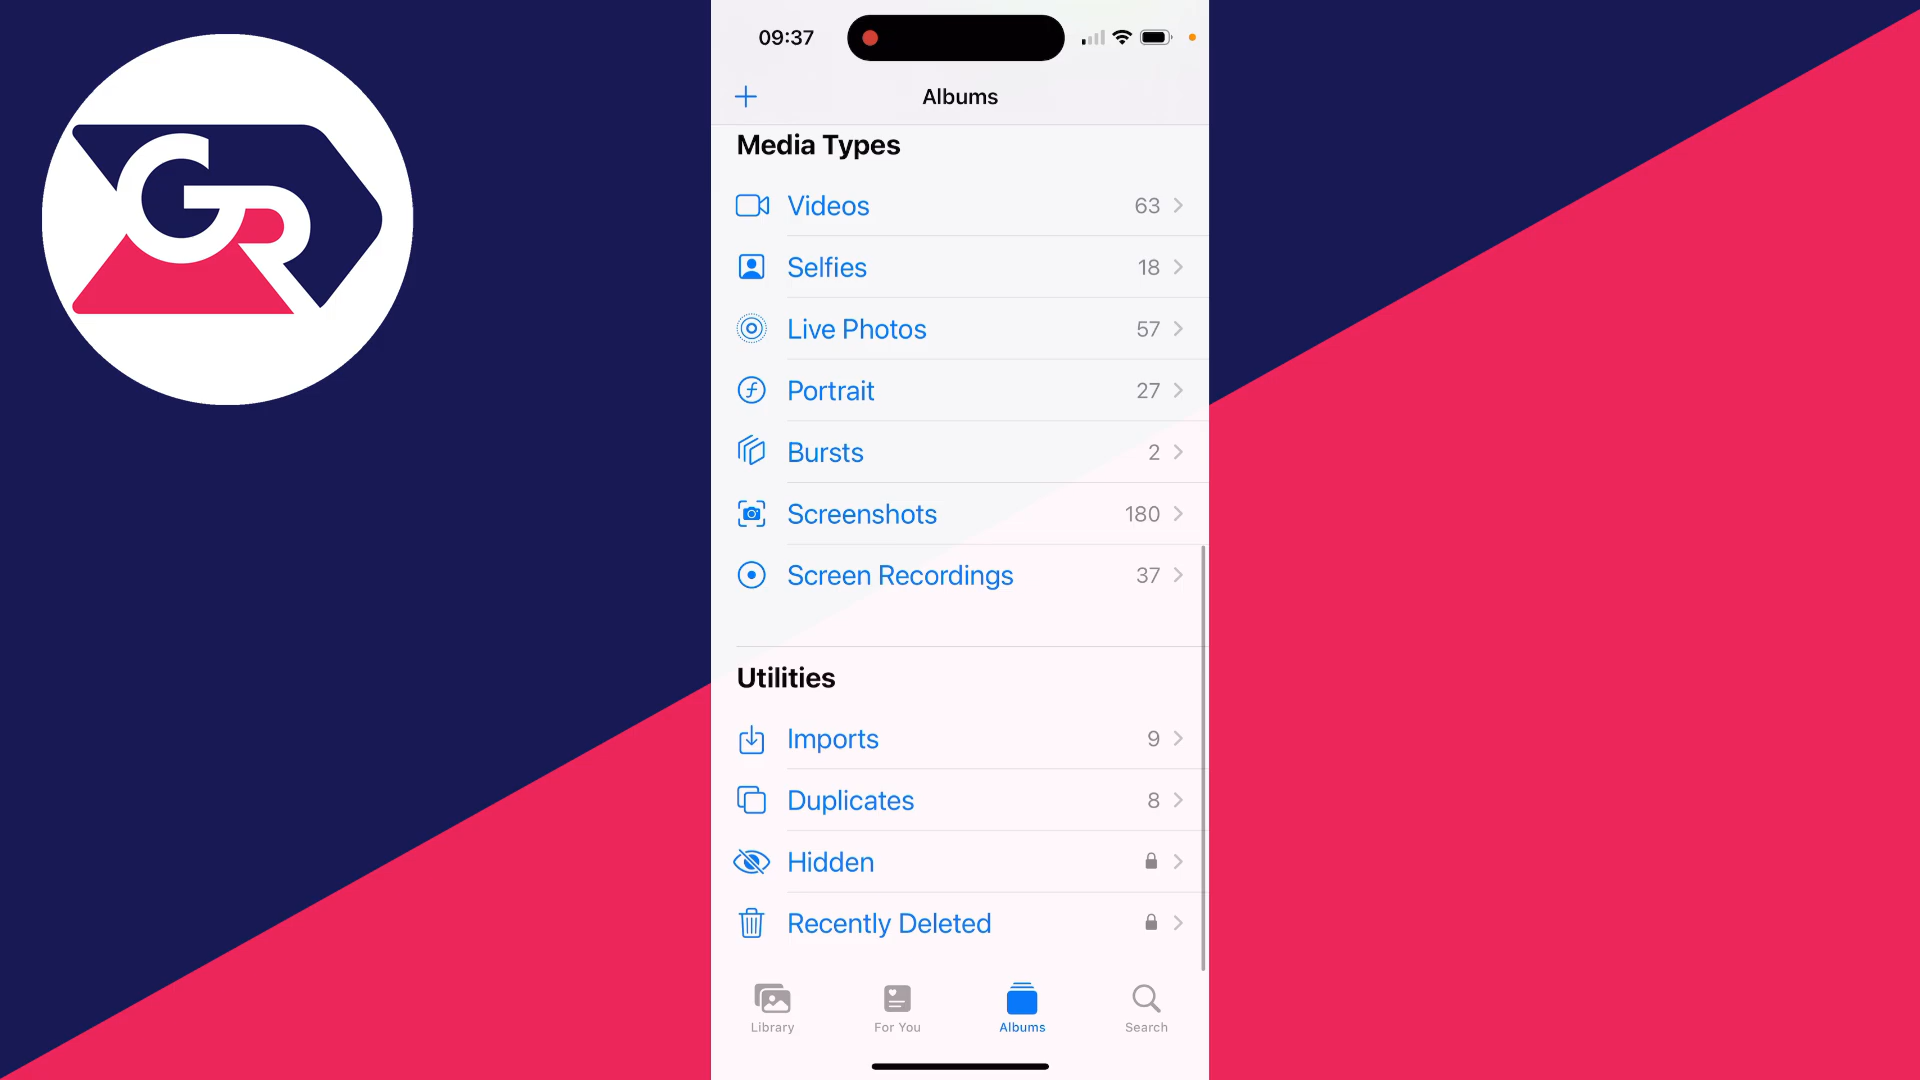 GR
09:37
Albums
Media Types
Videos 63
Selfies 18
Live Photos 57
Portrait 27
Bursts 2
Screenshots 180
Screen Recordings 37
Utilities
Imports 9
Duplicates 8
Hidden
Recently Deleted
Library For You Albums Search